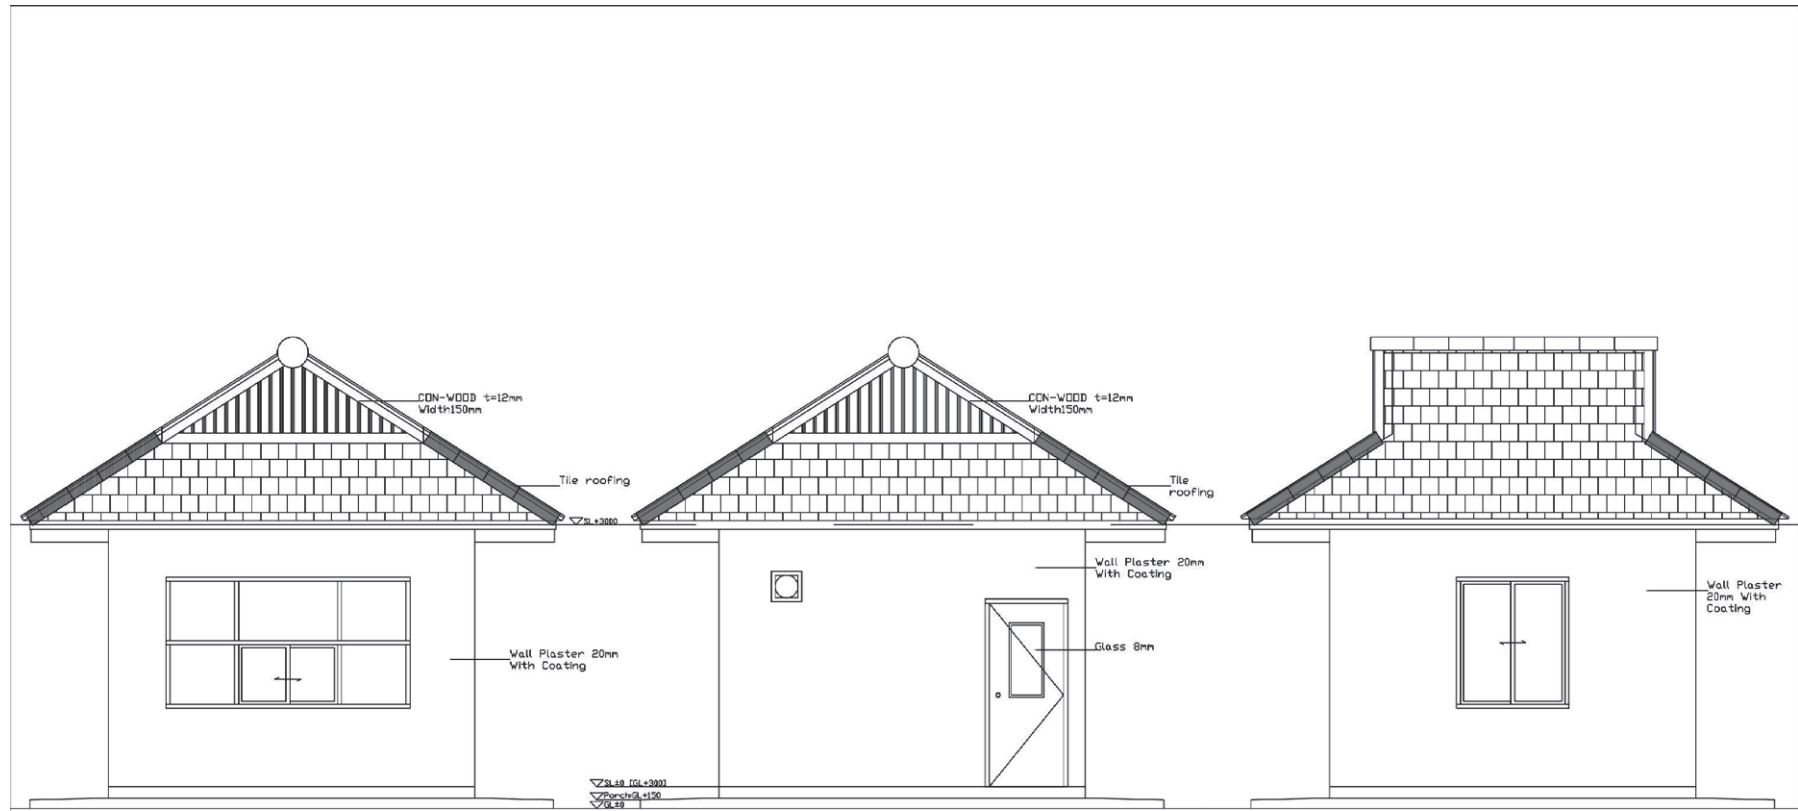 CON-WOOD t=12mm
Width150mm
Tile roofing
SL+3000
Wall Plaster 20mm
With Coating
CON-WOOD t=12mm
Width150mm
Tile
roofing
Wall Plaster 20mm
With Coating
Glass 8mm
SL±0 [GL+300]
Porch:GL+150
GL±0
Wall Plaster
20mm With
Coating